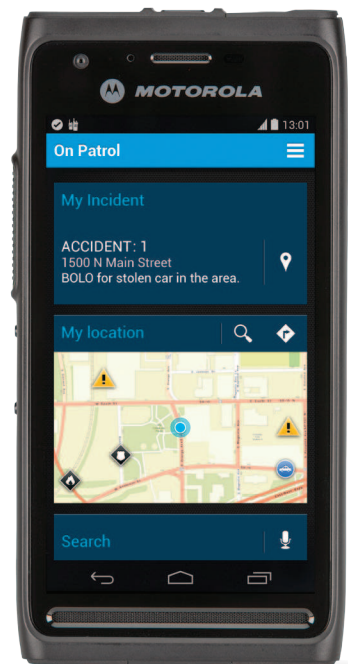 MOTOROLA
13:01
On Patrol
My Incident
ACCIDENT: 1
1500 N Main Street
BOLO for stolen car in the area.
My location
Search